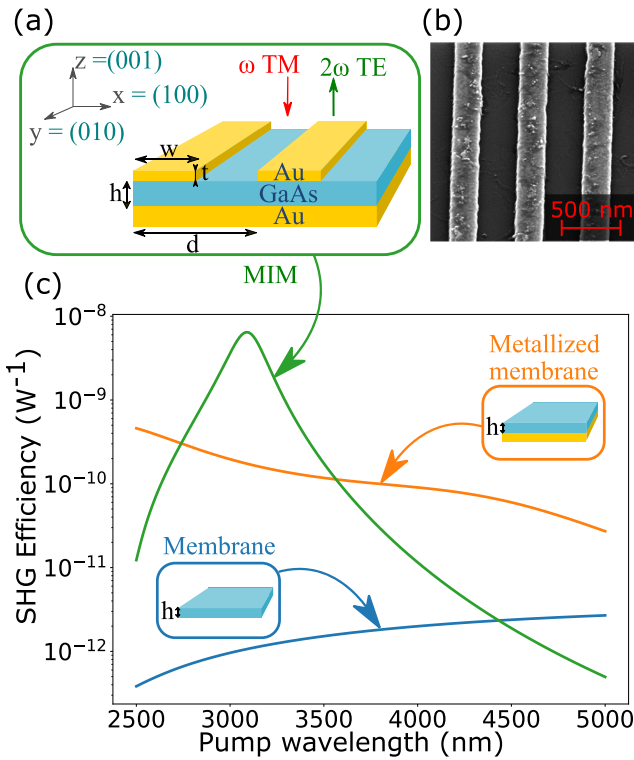 (a)
z =(001)
x = (100)
y = (010)
ω TM
2ω TE
w
t
h
Au
GaAs
Au
d
MIM
(b)
500 nm
(c)
SHG Efficiency (W⁻¹)
10⁻⁸
10⁻⁹
10⁻¹⁰
10⁻¹¹
10⁻¹²
Metallized
membrane
h
Membrane
h
2500
3000
3500
4000
4500
5000
Pump wavelength (nm)